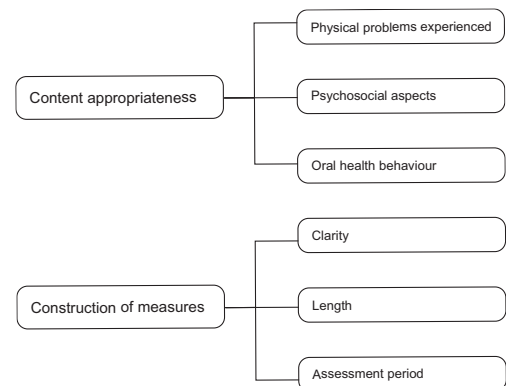 Physical problems experienced
Content appropriateness
Psychosocial aspects
Oral health behaviour
Clarity
Construction of measures
Length
Assessment period